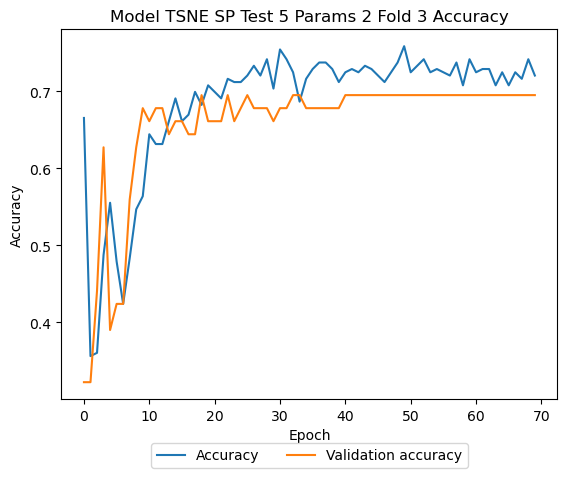 Model TSNE SP Test 5 Params 2 Fold 3 Accuracy
Accuracy
0.7
0.6
0.5
0.4
0 10 20 30 40 50 60 70
Epoch
Accuracy Validation accuracy